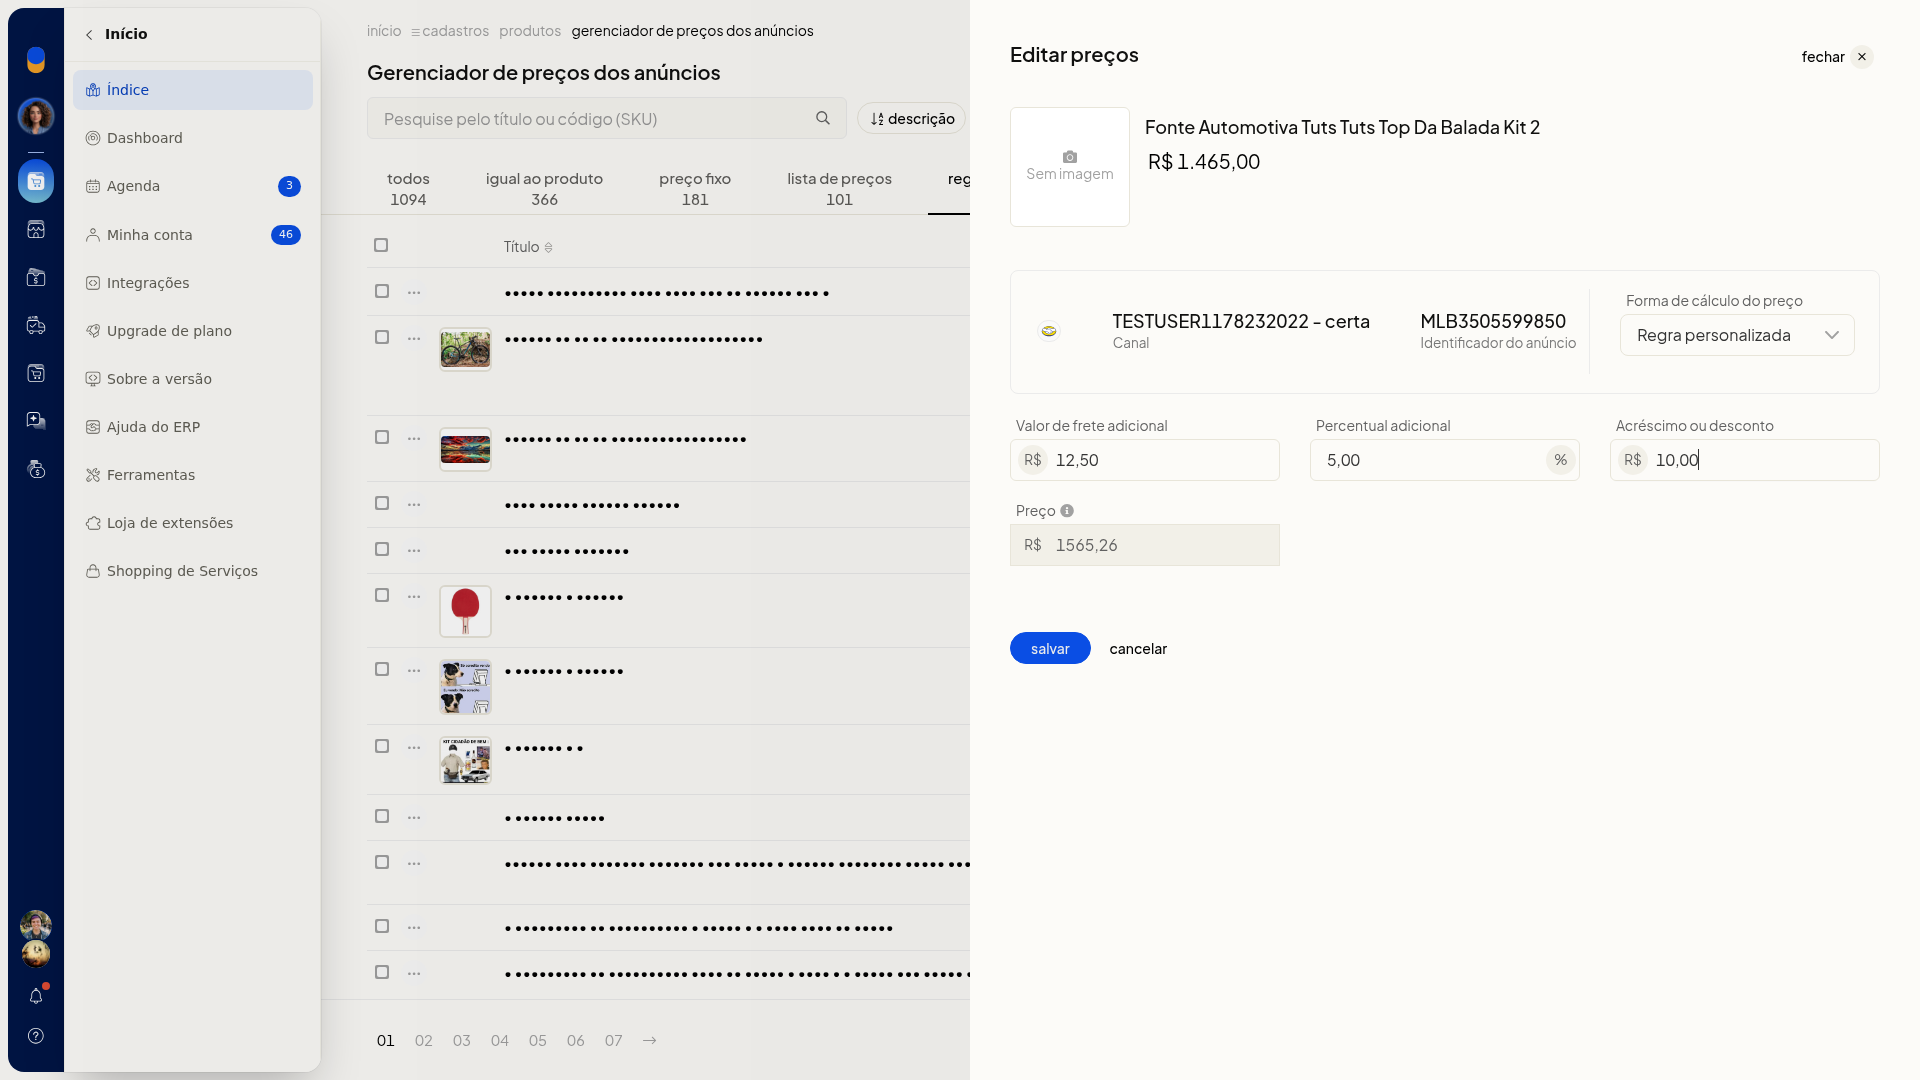 Início
Índice
Dashboard
Agenda
3
Minha conta
46
Integrações
Upgrade de plano
Sobre a versão
Ajuda do ERP
Ferramentas
Loja de extensões
Shopping de Serviços
início cadastros produtos gerenciador de preços dos anúncios
Gerenciador de preços dos anúncios
Pesquise pelo título ou código (SKU)
descrição
todos igual ao produto preço fixo lista de preços reg
1094 366 181 101
Título
01 02 03 04 05 06 07
Editar preços
fechar
Sem imagem
Fonte Automotiva Tuts Tuts Top Da Balada Kit 2
R$ 1.465,00
TESTUSER1178232022 - certa
Canal
MLB3505599850
Identificador do anúncio
Forma de cálculo do preço
Regra personalizada
Valor de frete adicional
R$ 12,50
Percentual adicional
5,00 %
Acréscimo ou desconto
R$ 10,00
Preço
R$ 1565,26
salvar
cancelar